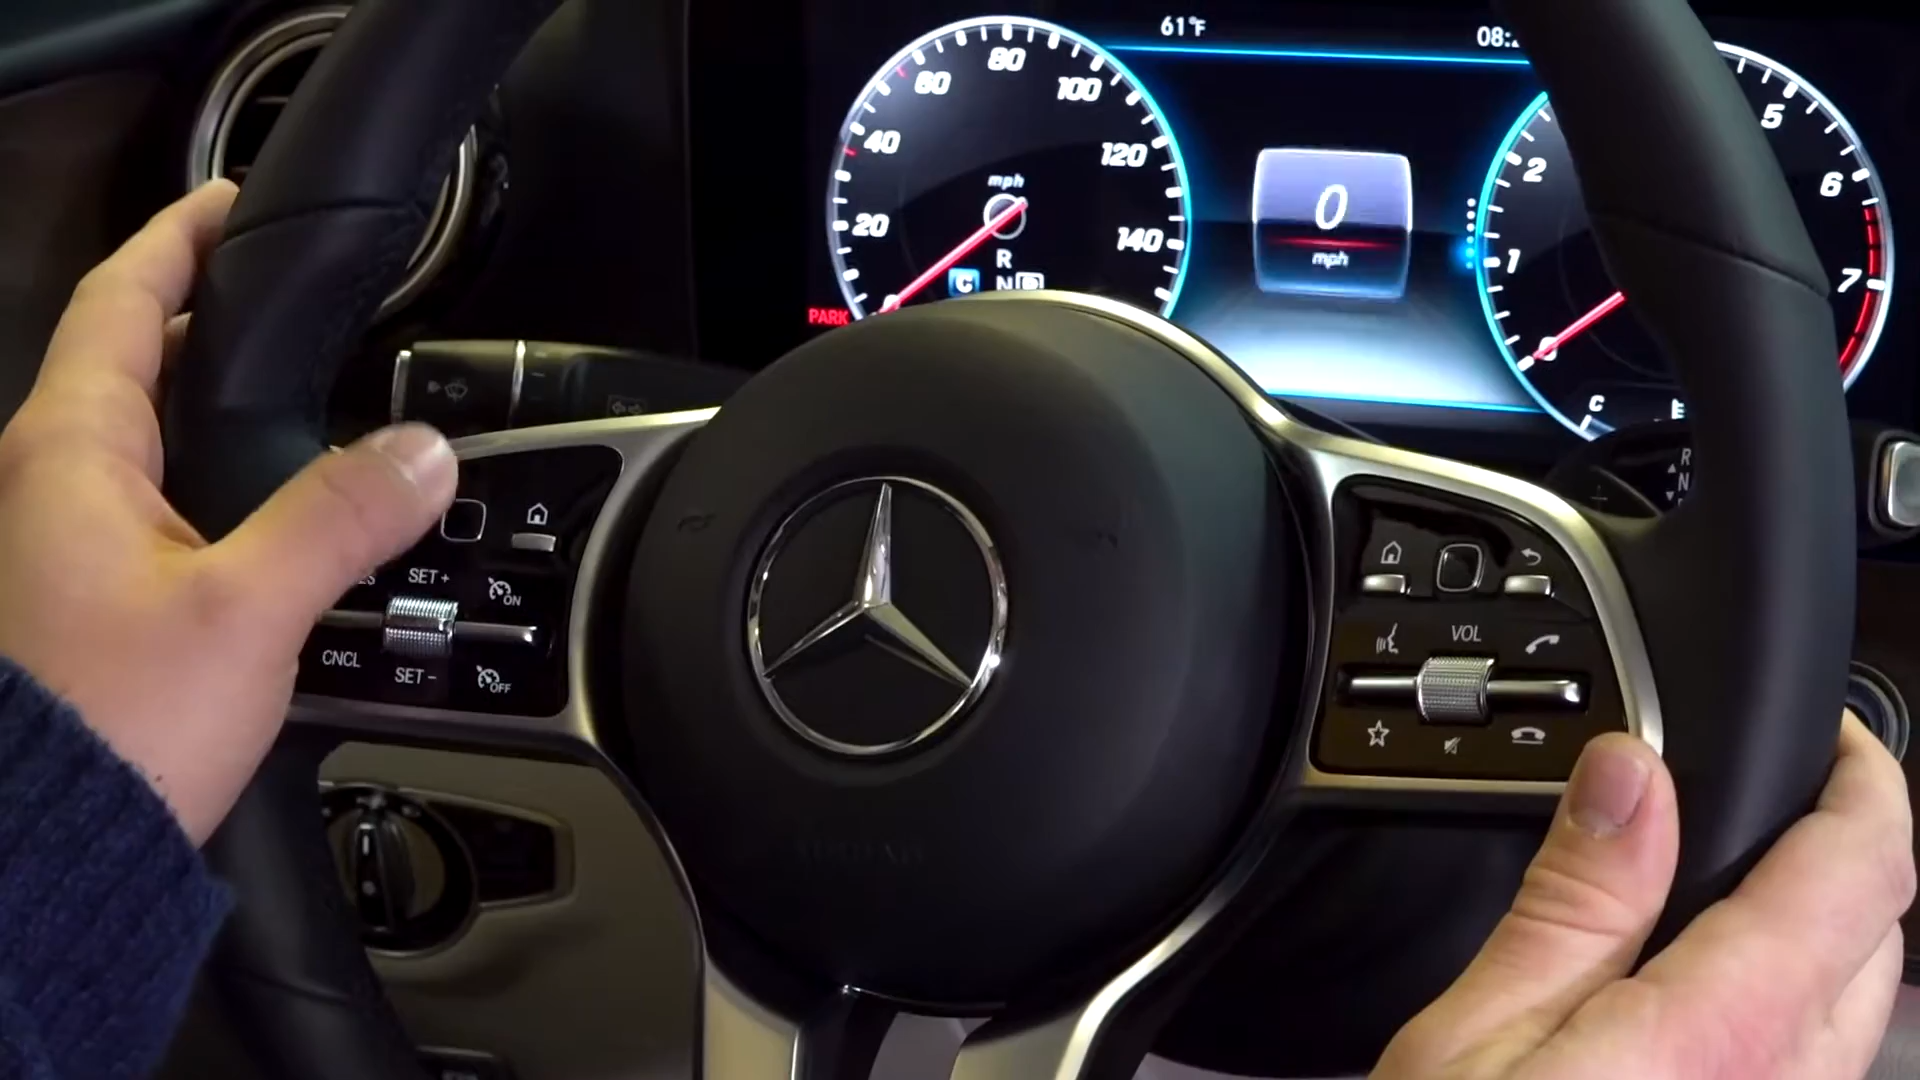 61°F
08:
80
60
100
40
120
mph
20
140
R
C
N
PARK
0
mph
5
2
6
1
7
0
C
R
N
SET +
ON
CNCL
SET -
OFF
VOL